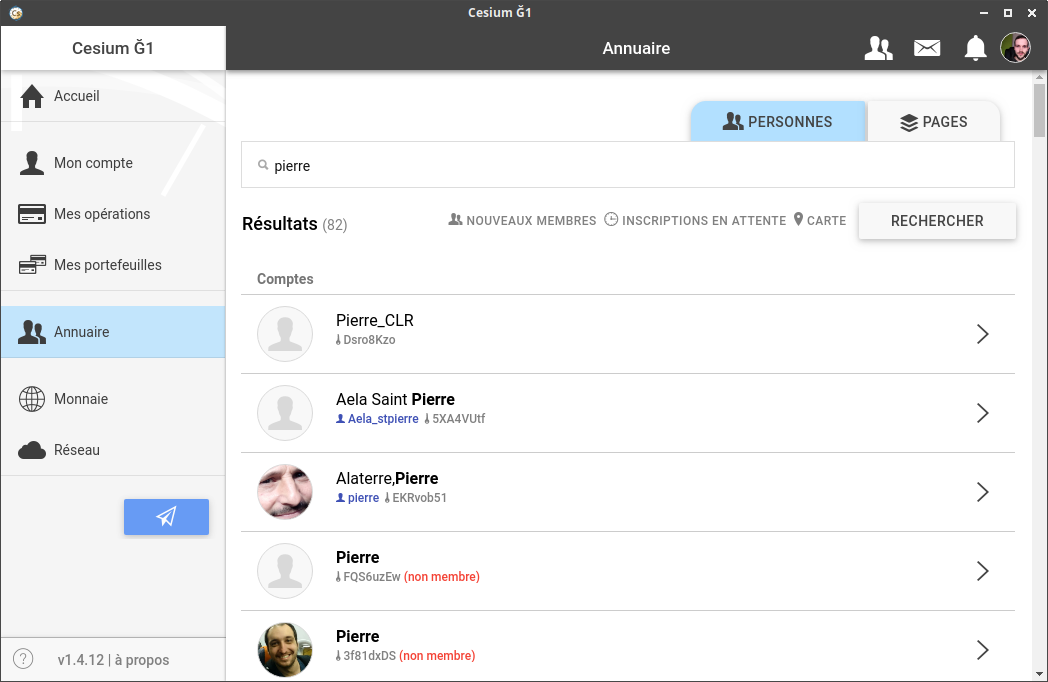 Cesium Ğ1
Cesium Ğ1
Annuaire
Accueil
Mon compte
Mes opérations
Mes portefeuilles
Annuaire
Monnaie
Réseau
?
v1.4.12 | à propos
PERSONNES
PAGES
pierre
Résultats (82)
NOUVEAUX MEMBRES
INSCRIPTIONS EN ATTENTE
CARTE
RECHERCHER
Comptes
Pierre_CLR
Dsro8Kzo
Aela Saint Pierre
Aela_stpierre 5XA4VUtf
Alaterre,Pierre
pierre EKRvob51
Pierre
FQS6uzEw (non membre)
Pierre
3f81dxDS (non membre)